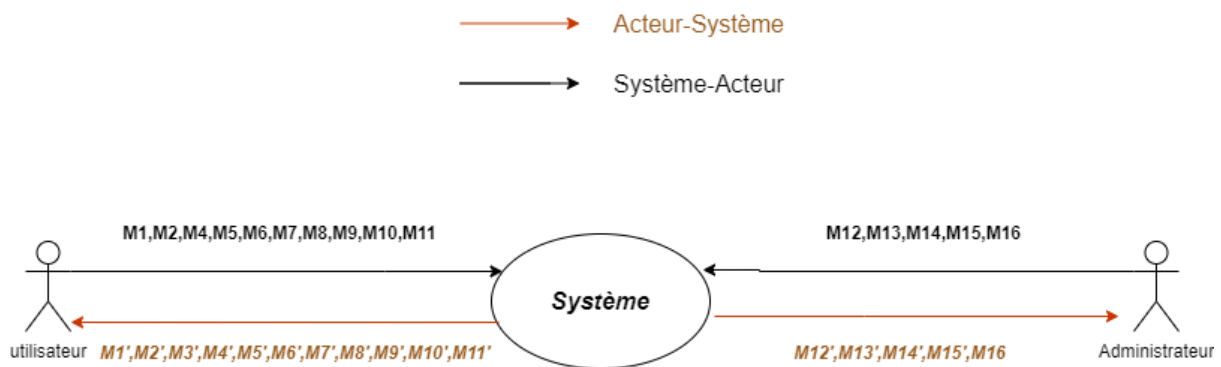 Acteur-Système
Système-Acteur
M1,M2,M4,M5,M6,M7,M8,M9,M10,M11
M12,M13,M14,M15,M16
Système
utilisateur
M1',M2',M3',M4',M5',M6',M7',M8',M9',M10',M11'
M12',M13',M14',M15',M16
Administrateur